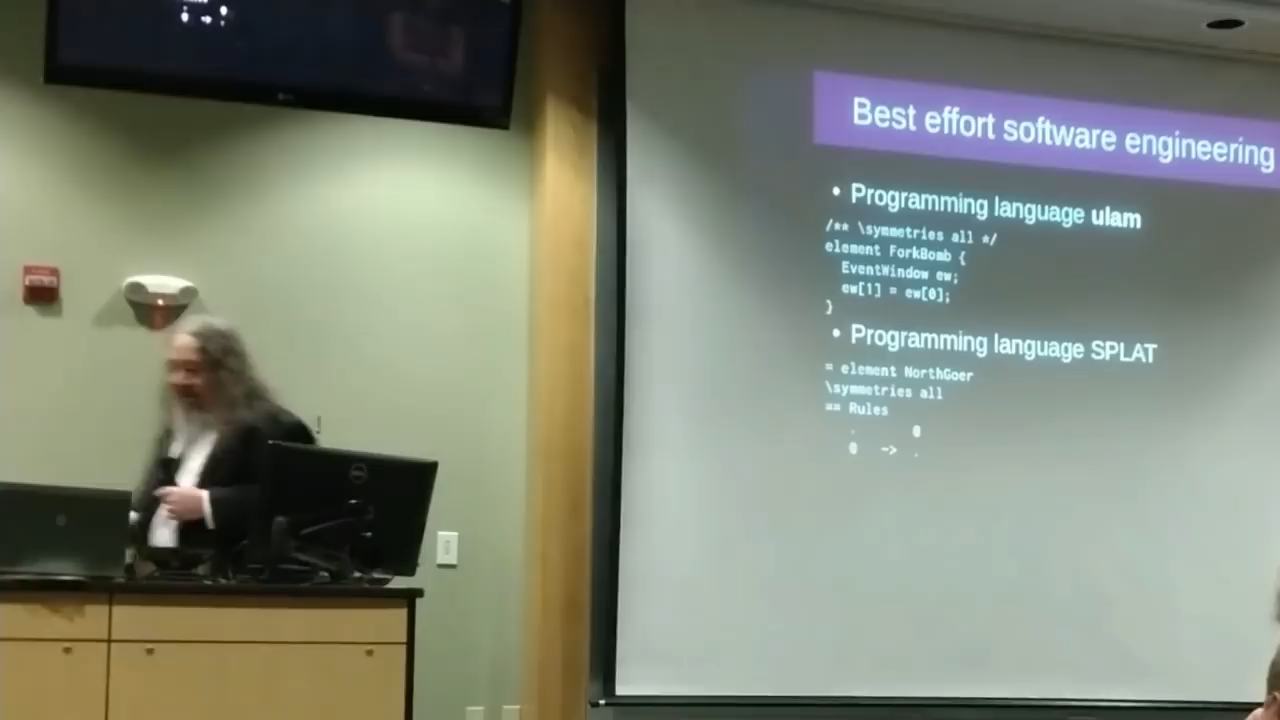 Best effort software engineering
• Programming language ulam
/** \symmetries all */
element ForkBomb {
EventWindow ew;
ew[1] = ew[0];
}
• Programming language SPLAT
= element NorthGoer
\symmetries all
== Rules
. @
@ -> .
DELL